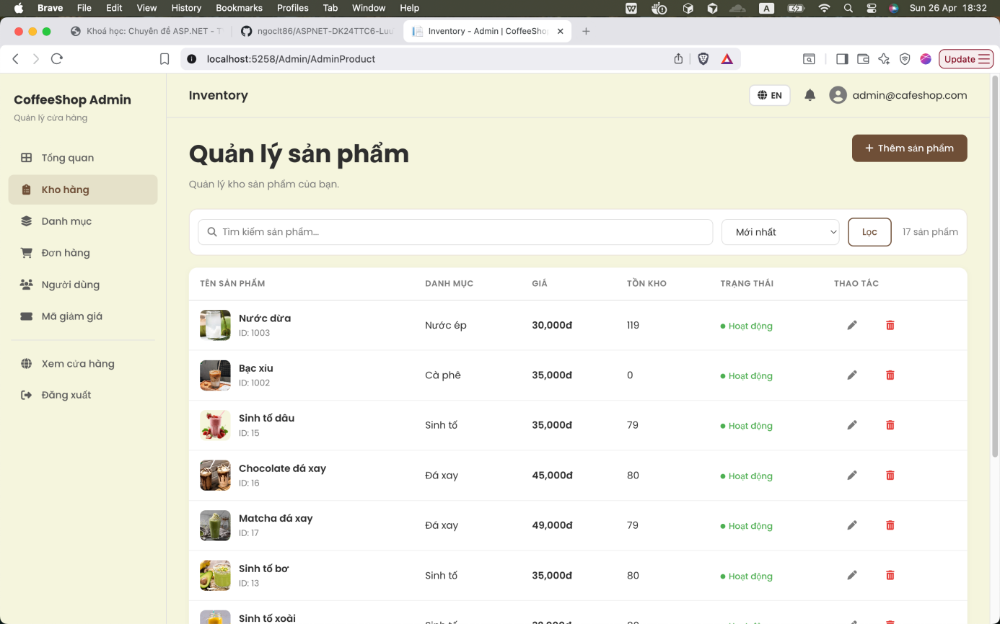 Brave File Edit View History Bookmarks Profiles Tab Window Help A Sun 26 Apr 18:32
Khoá học: Chuyên đề ASP.NET - T
ngoclt86/ASPNET-DK24TTC6-Luu
Inventory - Admin | CoffeeShop
localhost:5258/Admin/AdminProduct
Update
CoffeeShop Admin
Quản lý cửa hàng
Tổng quan
Kho hàng
Danh mục
Đơn hàng
Người dùng
Mã giảm giá
Xem cửa hàng
Đăng xuất
Inventory
EN
admin@cafeshop.com
Quản lý sản phẩm
Quản lý kho sản phẩm của bạn.
+ Thêm sản phẩm
Tìm kiếm sản phẩm...
Mới nhất
Lọc
17 sản phẩm
TÊN SẢN PHẨM DANH MỤC GIÁ TỒN KHO TRẠNG THÁI THAO TÁC
Nước dừa
ID: 1003
Nước ép 30,000đ 119 Hoạt động
Bạc xỉu
ID: 1002
Cà phê 35,000đ 0 Hoạt động
Sinh tố dâu
ID: 15
Sinh tố 35,000đ 79 Hoạt động
Chocolate đá xay
ID: 16
Đá xay 45,000đ 80 Hoạt động
Matcha đá xay
ID: 17
Đá xay 49,000đ 79 Hoạt động
Sinh tố bơ
ID: 13
Sinh tố 35,000đ 80 Hoạt động
Sinh tố xoài